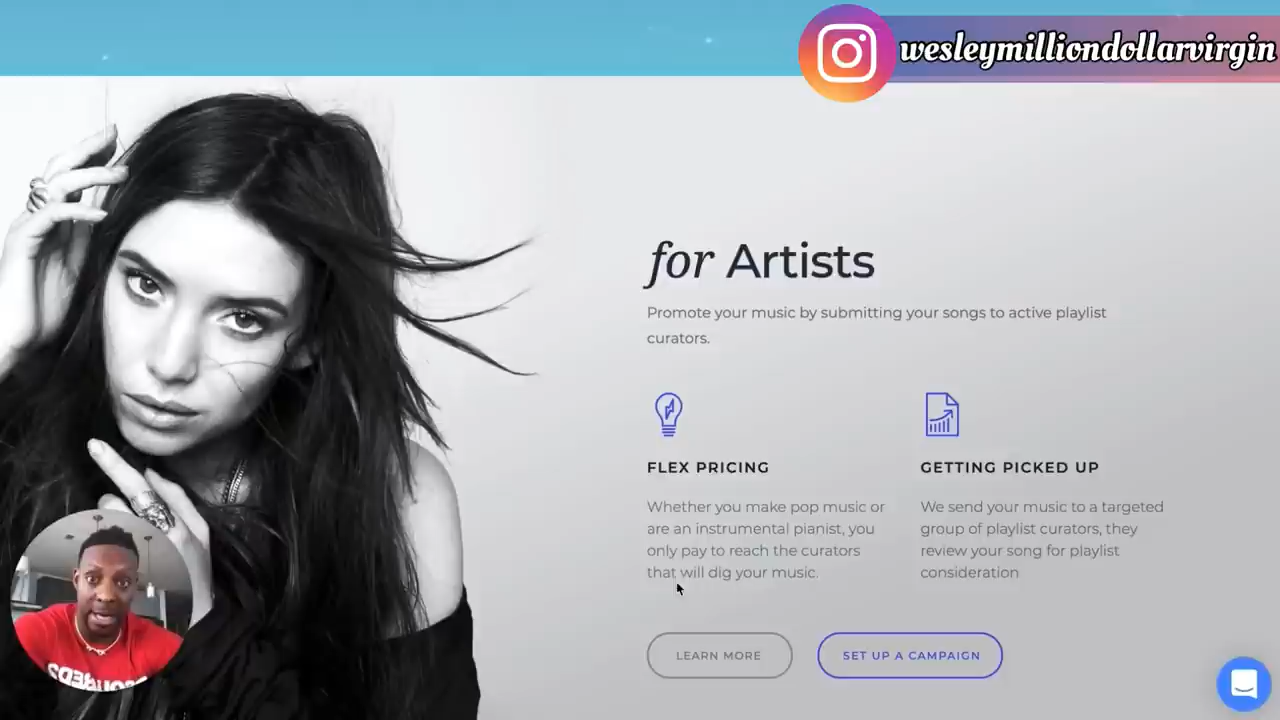 wesleymilliondollarvirgin
for Artists
Promote your music by submitting your songs to active playlist
curators.
FLEX PRICING
Whether you make pop music or
are an instrumental pianist, you
only pay to reach the curators
that will dig your music.
GETTING PICKED UP
We send your music to a targeted
group of playlist curators, they
review your song for playlist
consideration
LEARN MORE
SET UP A CAMPAIGN